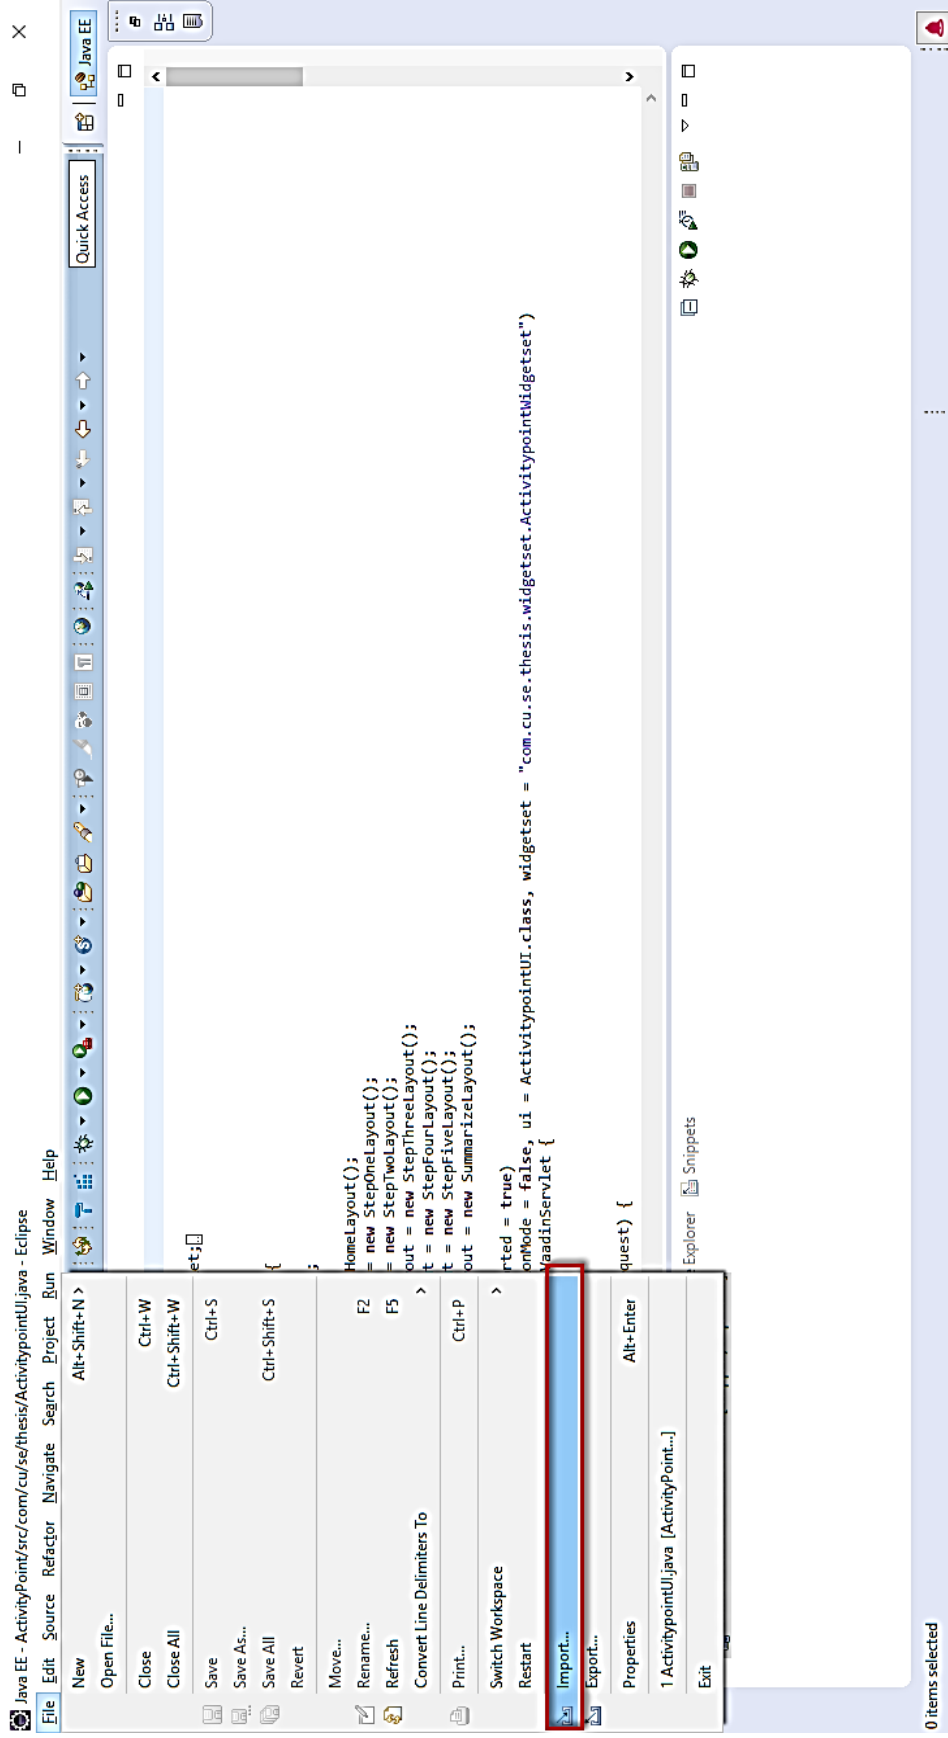 Java EE - ActivityPoint/src/com/cu/se/thesis/ActivitypointUI.java - Eclipse
File Edit Source Refactor Navigate Search Project Run Window Help
Quick Access
Java EE
New Alt+Shift+N >
Open File...
Close Ctrl+W
Close All Ctrl+Shift+W
Save Ctrl+S
Save As...
Save All Ctrl+Shift+S
Revert
Move...
Rename... F2
Refresh F5
Convert Line Delimiters To >
Print... Ctrl+P
Switch Workspace >
Restart
Import...
Export...
Properties Alt+Enter
1 ActivitypointUI.java [ActivityPoint...]
Exit
et;
{
;
HomeLayout();
= new StepOneLayout();
= new StepTwoLayout();
out = new StepThreeLayout();
t = new StepFourLayout();
t = new StepFiveLayout();
out = new SummarizeLayout();
rted = true)
onMode = false, ui = ActivitypointUI.class, widgetset = "com.cu.se.thesis.widgetset.ActivitypointWidgetset")
VaadinServlet {
quest) {
Explorer Snippets
0 items selected